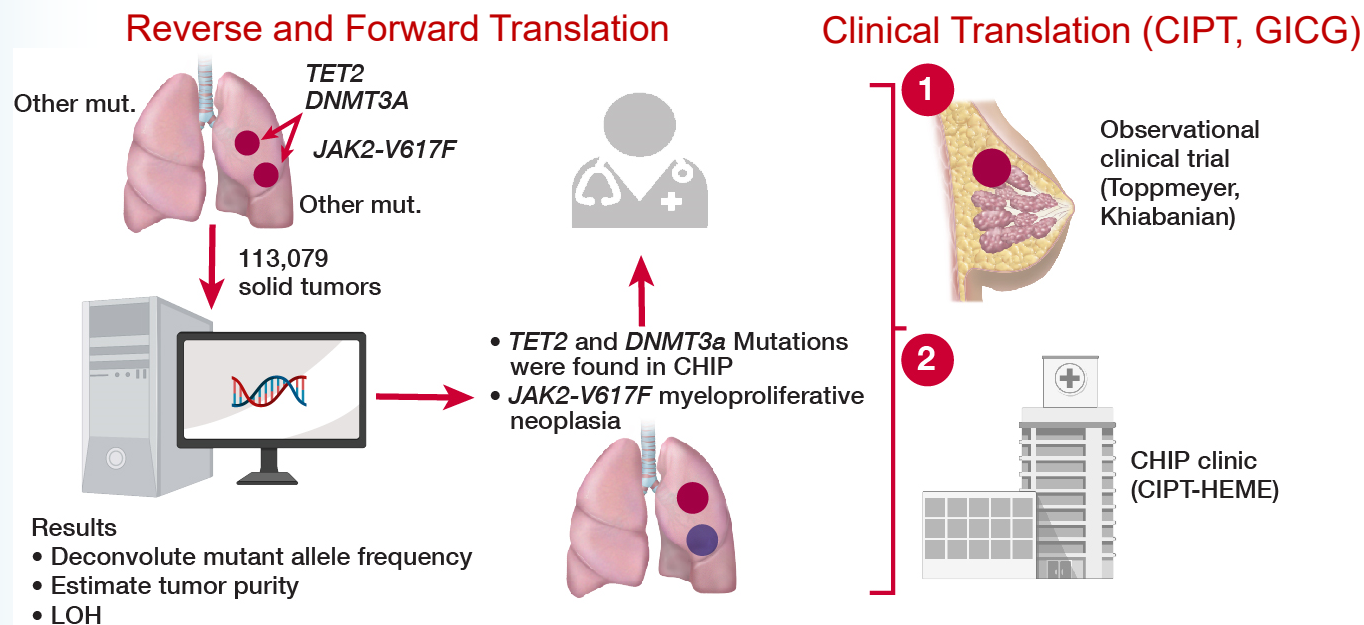 Reverse and Forward Translation
Other mut.
TET2
DNMT3A
JAK2-V617F
Other mut.
113,079
solid tumors
Results
• Deconvolute mutant allele frequency
• Estimate tumor purity
• LOH
• TET2 and DNMT3a Mutations
were found in CHIP
• JAK2-V617F myeloproliferative
neoplasia
Clinical Translation (CIPT, GICG)
1
Observational
clinical trial
(Toppmeyer,
Khiabanian)
2
CHIP clinic
(CIPT-HEME)